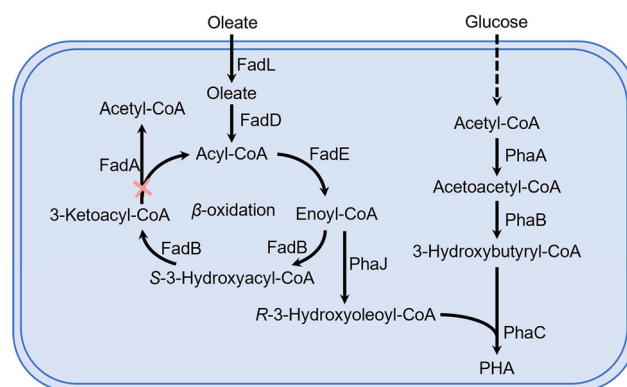 Oleate
Glucose
FadL
Oleate
FadD
Acetyl-CoA
Acetyl-CoA
FadA
Acyl-CoA
FadE
PhaA
3-Ketoacyl-CoA
β-oxidation
Enoyl-CoA
Acetoacetyl-CoA
PhaB
FadB
FadB
PhaJ
3-Hydroxybutyryl-CoA
S-3-Hydroxyacyl-CoA
R-3-Hydroxyoleoyl-CoA
PhaC
PHA